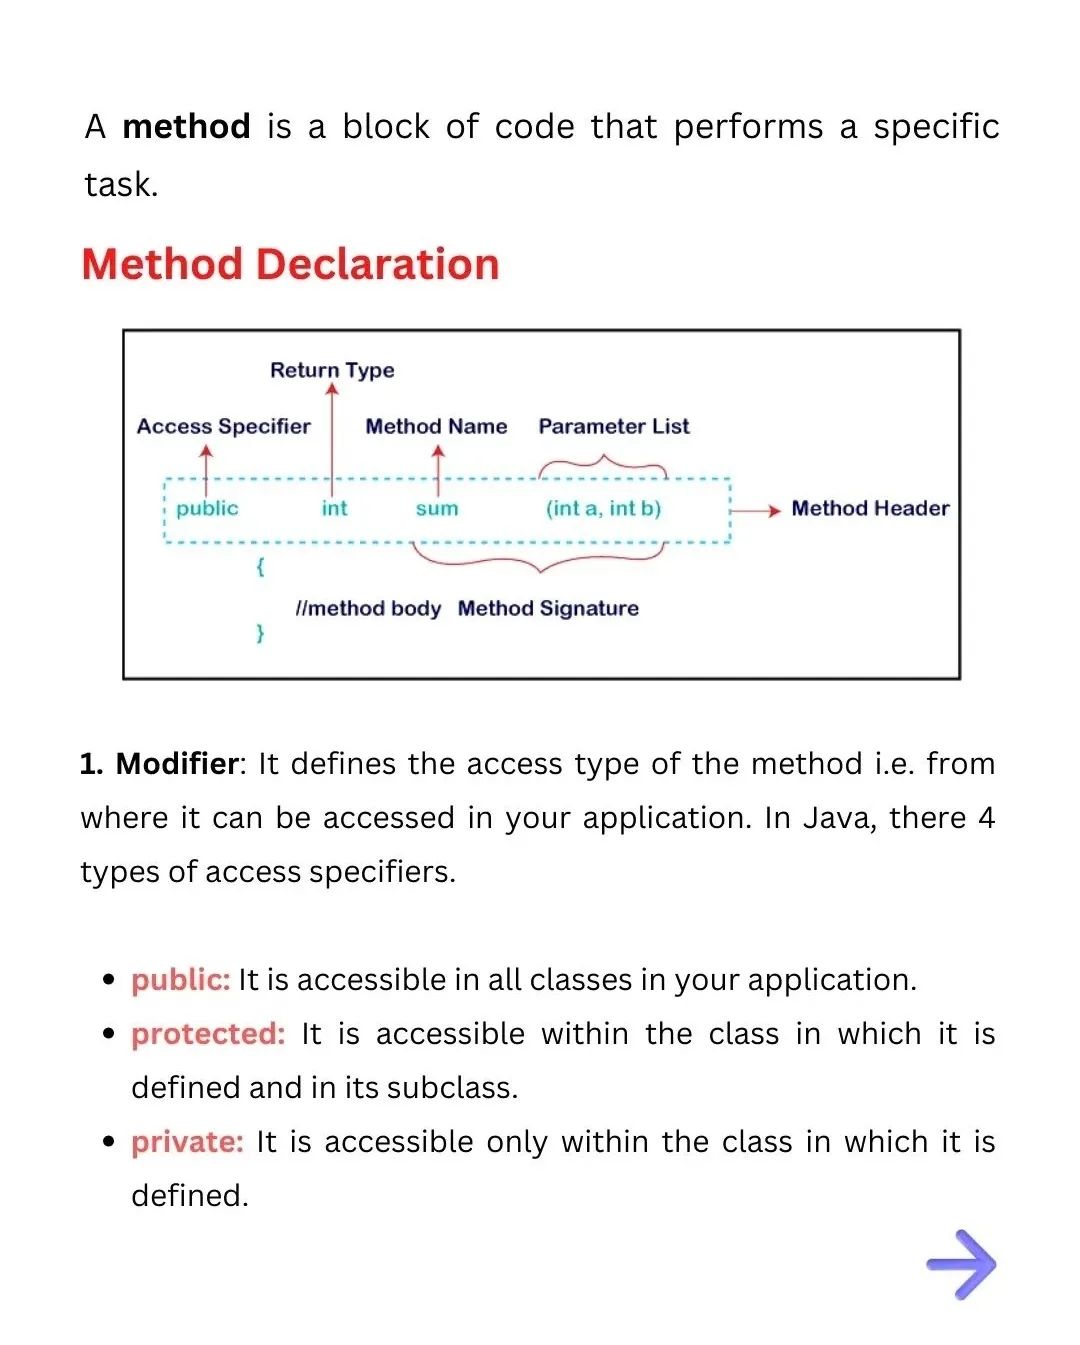 A method is a block of code that performs a specific
task.
Method Declaration
Return Type
Access Specifier Method Name Parameter List
public int sum (int a, int b) Method Header
{
//method body Method Signature
}
1. Modifier: It defines the access type of the method i.e. from
where it can be accessed in your application. In Java, there 4
types of access specifiers.
• public: It is accessible in all classes in your application.
• protected: It is accessible within the class in which it is
defined and in its subclass.
• private: It is accessible only within the class in which it is
defined.